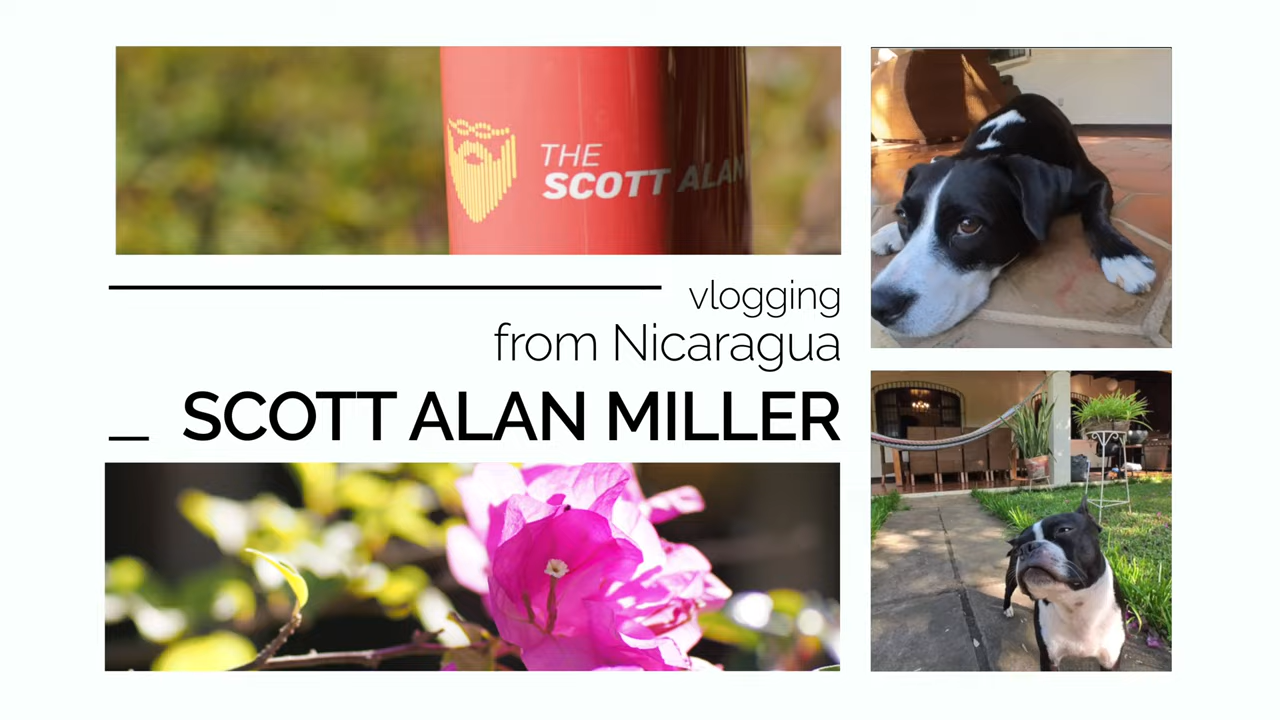 THE
SCOTT ALAN
vlogging
from Nicaragua
_ SCOTT ALAN MILLER